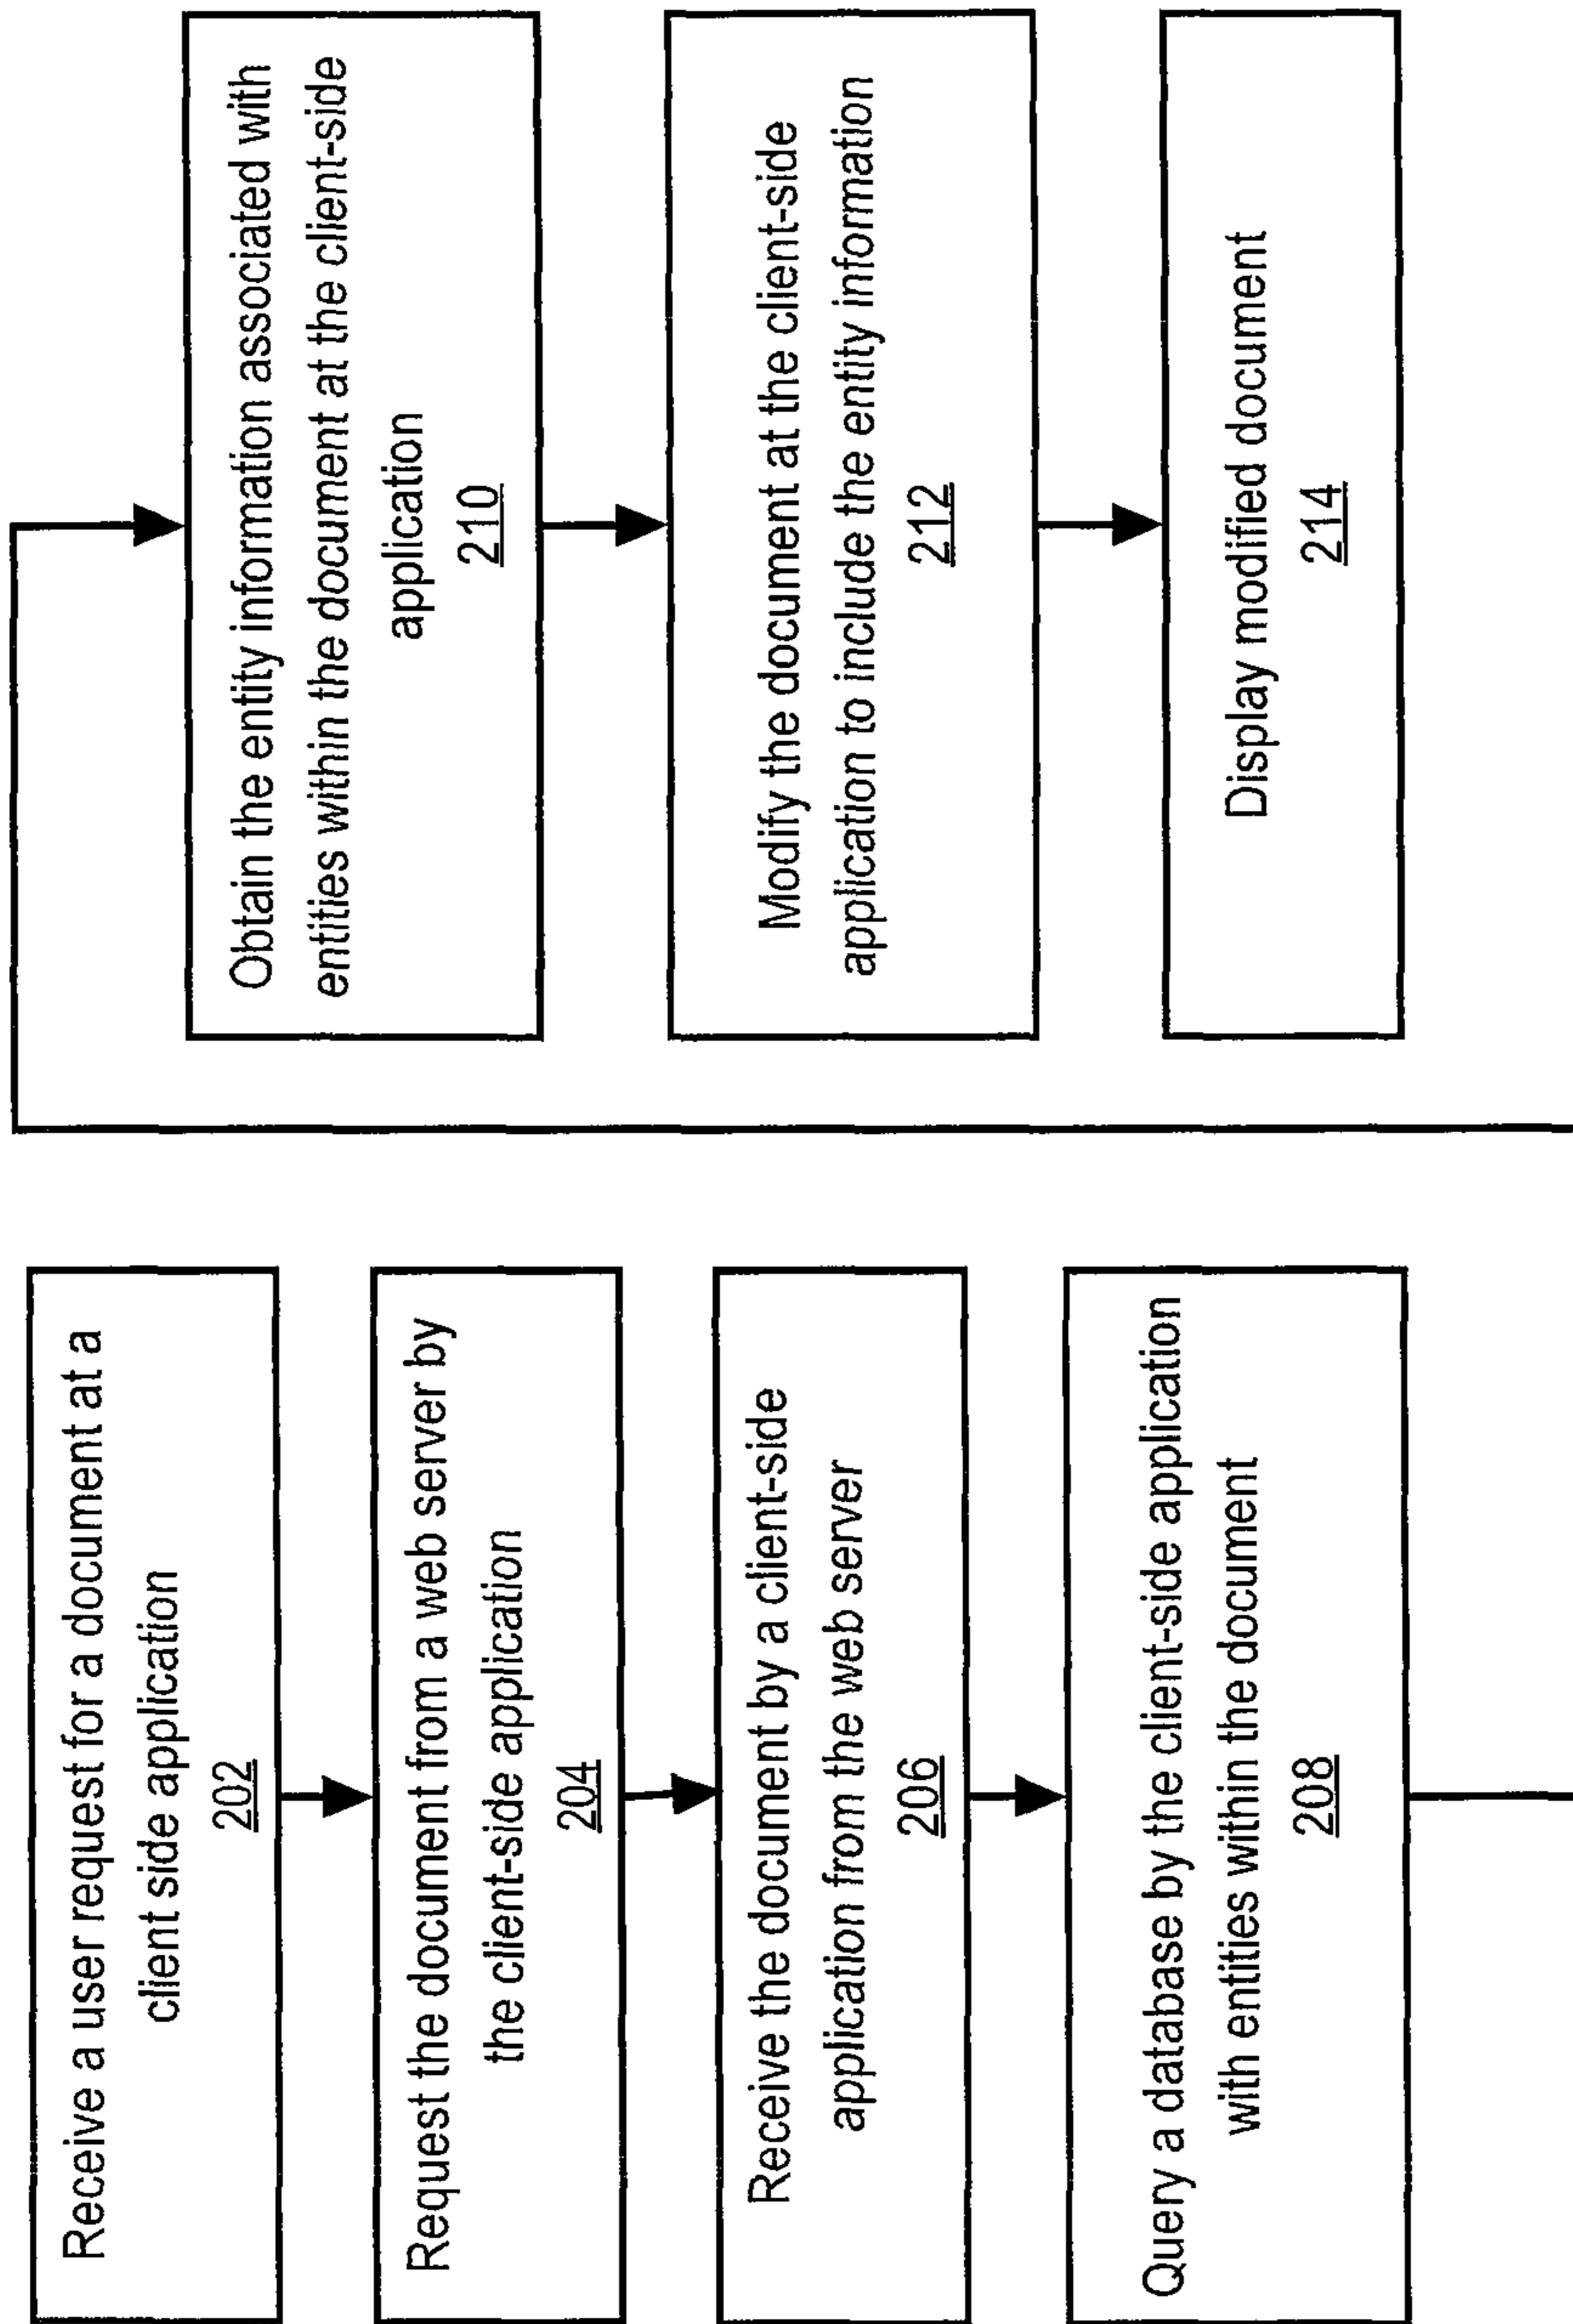 Receive a user request for a document at a
client side application
202
Request the document from a web server by
the client-side application
204
Receive the document by a client-side
application from the web server
206
Query a database by the client-side application
with entities within the document
208
Obtain the entity information associated with
entities within the document at the client-side
application
210
Modify the document at the client-side
application to include the entity information
212
Display modified document
214